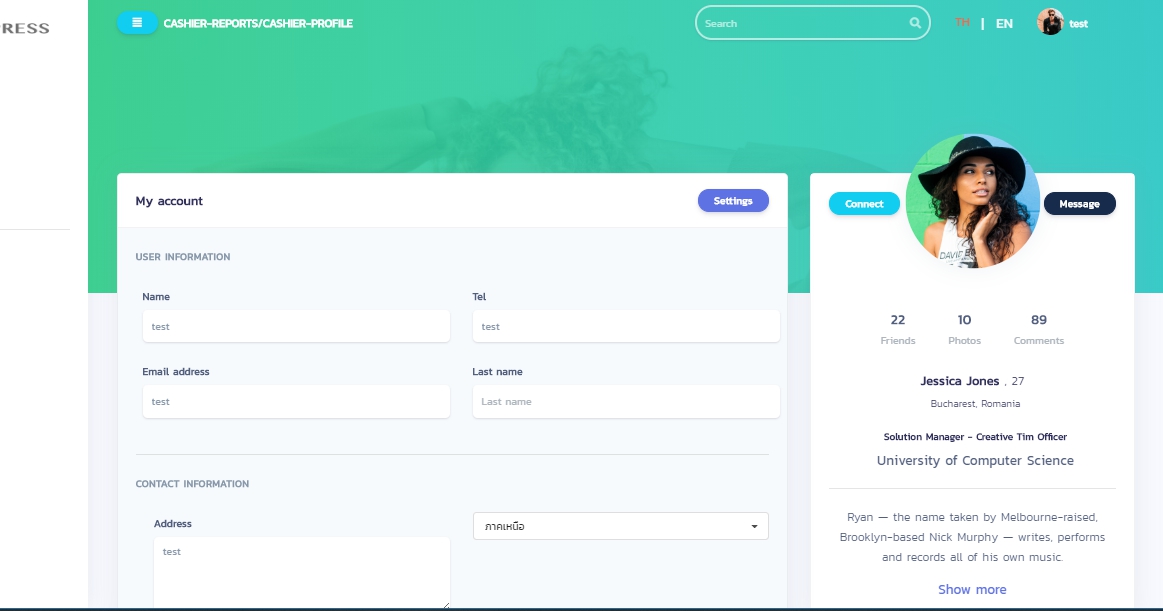 RESS
CASHIER-REPORTS/CASHIER-PROFILE
Search
TH | EN
test
My account
Settings
USER INFORMATION
Name
Tel
test
test
Email address
Last name
test
Last name
CONTACT INFORMATION
Address
ภาคเหนือ
test
Connect
Message
22
10
89
Friends
Photos
Comments
Jessica Jones , 27
Bucharest, Romania
Solution Manager - Creative Tim Officer
University of Computer Science
Ryan — the name taken by Melbourne-raised,
Brooklyn-based Nick Murphy — writes, performs
and records all of his own music.
Show more